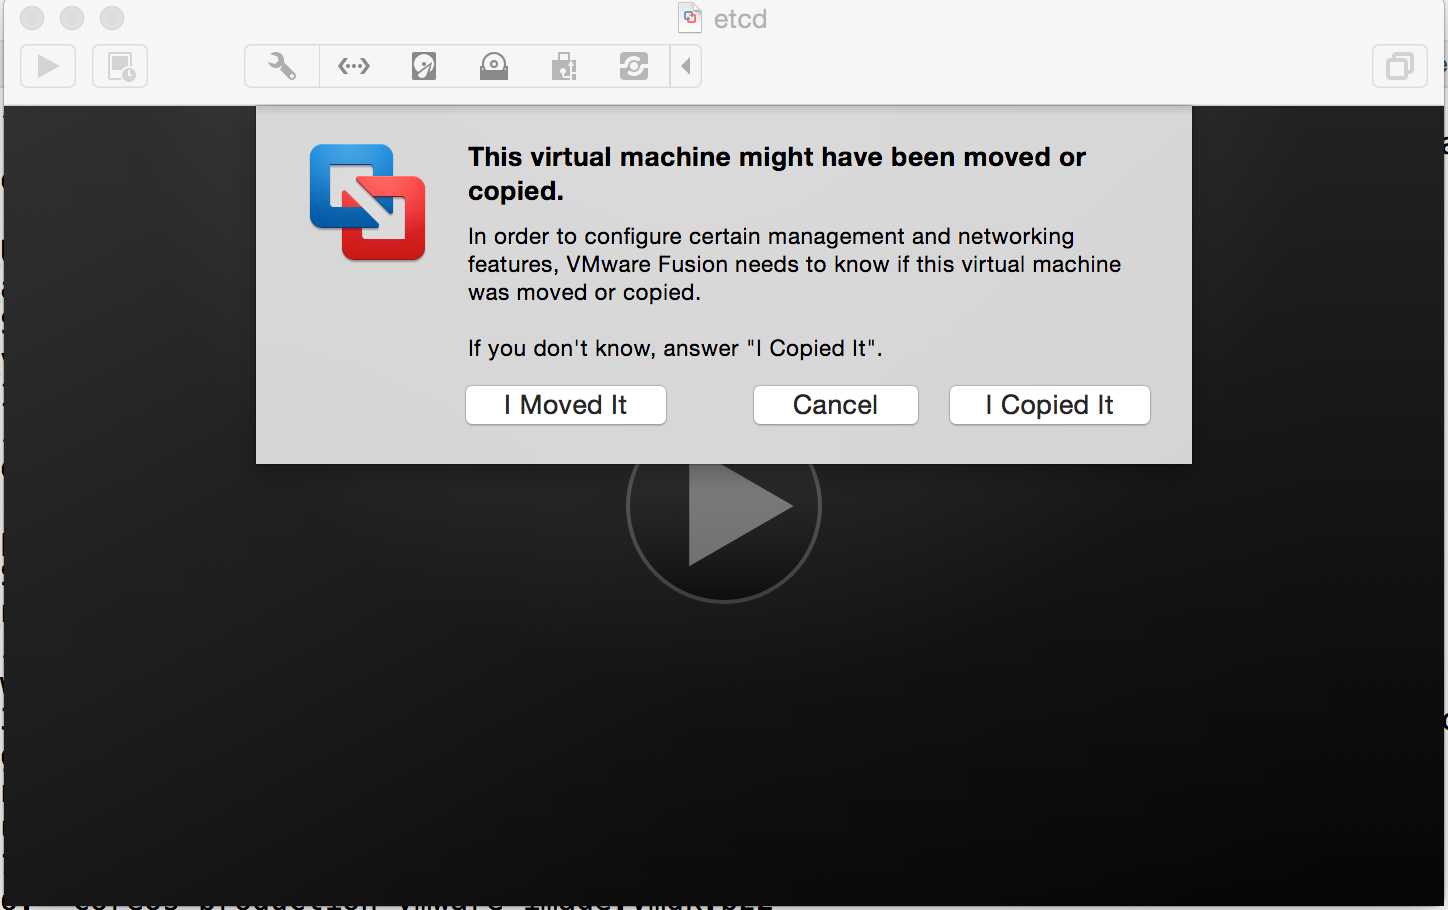 etcd
This virtual machine might have been moved or
copied.
In order to configure certain management and networking
features, VMware Fusion needs to know if this virtual machine
was moved or copied.
If you don't know, answer "I Copied It".
I Moved It
Cancel
I Copied It